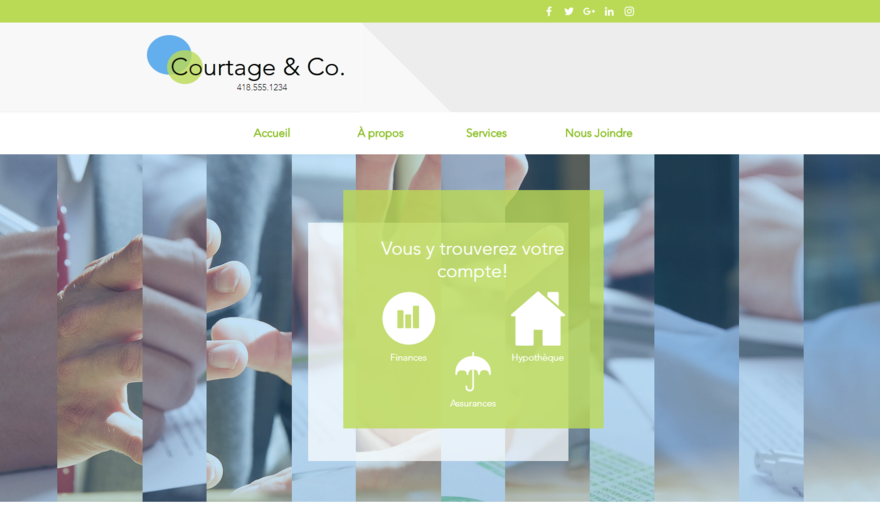 Courtage & Co.
418.555.1234
Accueil
À propos
Services
Nous Joindre
Vous y trouverez votre
compte!
Finances
Hypothèque
Assurances